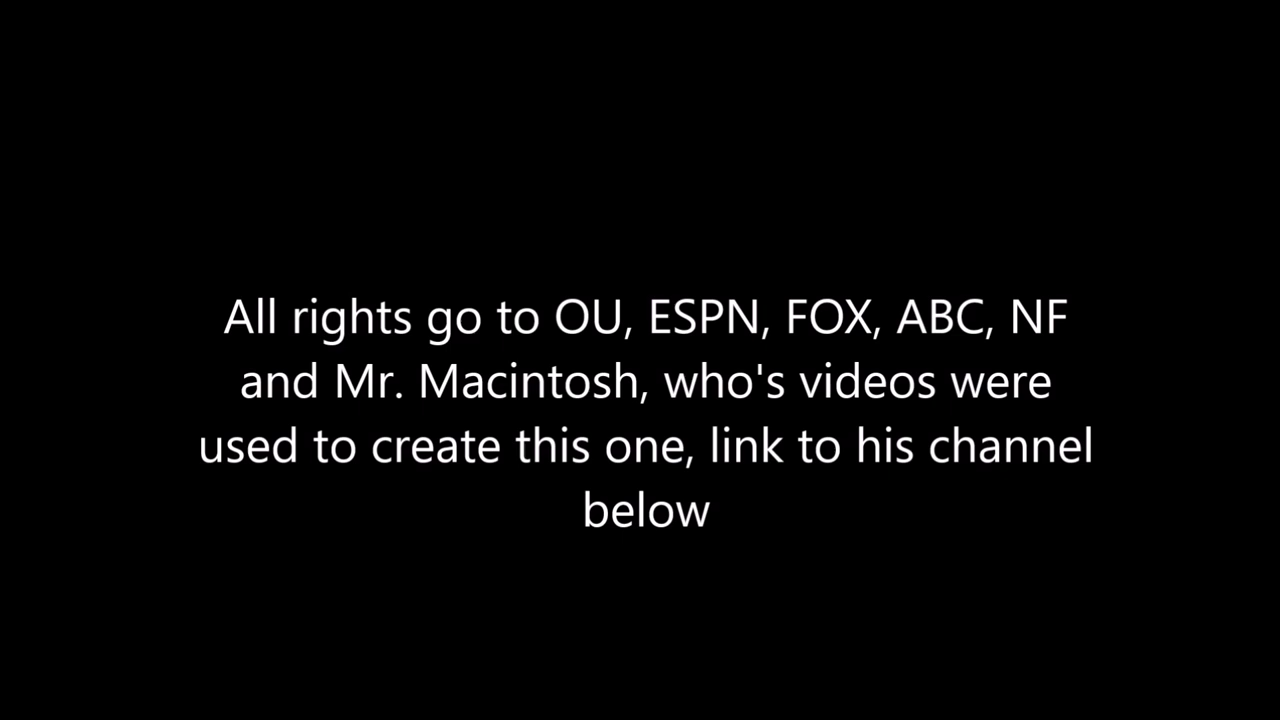 All rights go to OU, ESPN, FOX, ABC, NF
and Mr. Macintosh, who's videos were
used to create this one, link to his channel
below